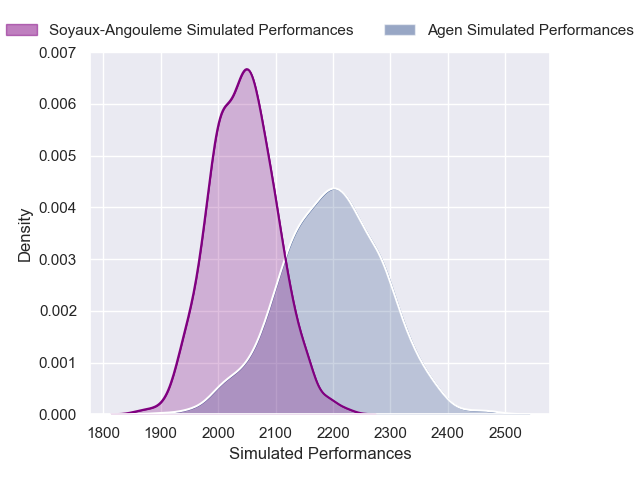 Soyaux-Angouleme Simulated Performances
Agen Simulated Performances
0.007
0.006
0.005
0.004
0.003
0.002
0.001
0.000
Density
1800 1900 2000 2100 2200 2300 2400 2500
Simulated Performances